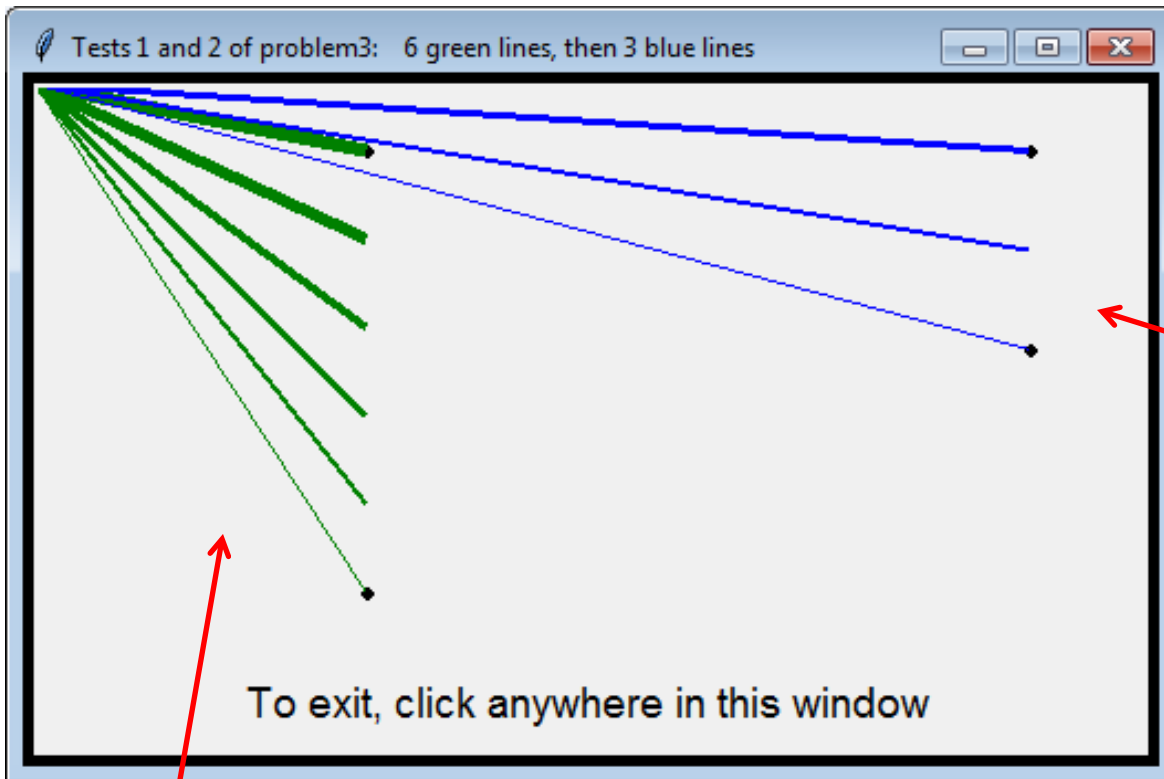 Tests 1 and 2 of problem3: 6 green lines, then 3 blue lines
To exit, click anywhere in this window